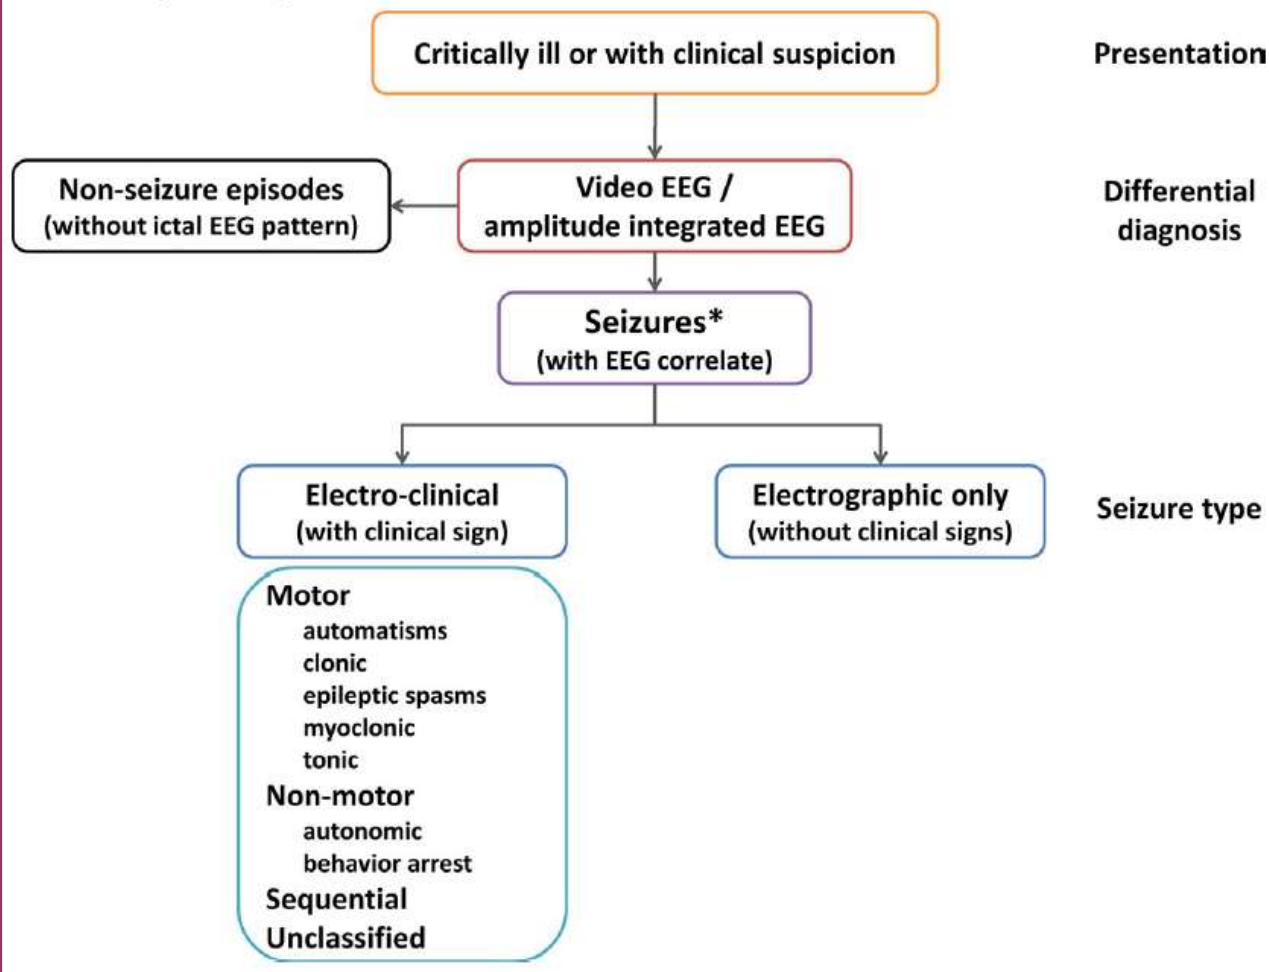 Critically ill or with clinical suspicion
Presentation
Non-seizure episodes
(without ictal EEG pattern)
Video EEG /
amplitude integrated EEG
Differential
diagnosis
Seizures*
(with EEG correlate)
Electro-clinical
(with clinical sign)
Electrographic only
(without clinical signs)
Seizure type
Motor
automatisms
clonic
epileptic spasms
myoclonic
tonic
Non-motor
autonomic
behavior arrest
Sequential
Unclassified